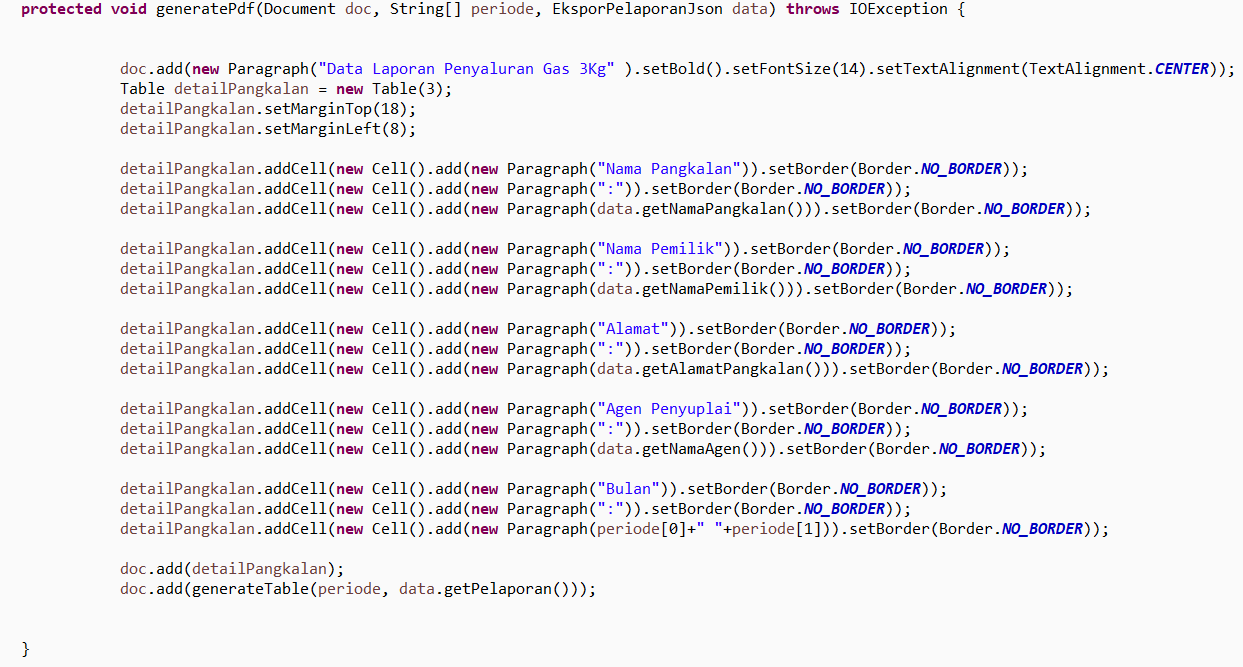 protected void generatePdf(Document doc, String[] periode, EksporPelaporanJson data) throws IOException {
doc.add(new Paragraph("Data Laporan Penyaluran Gas 3Kg" ).setBold().setFontSize(14).setTextAlignment(TextAlignment.CENTER));
Table detailPangkalan = new Table(3);
detailPangkalan.setMarginTop(18);
detailPangkalan.setMarginLeft(8);
detailPangkalan.addCell(new Cell().add(new Paragraph("Nama Pangkalan")).setBorder(Border.NO_BORDER));
detailPangkalan.addCell(new Cell().add(new Paragraph(":")).setBorder(Border.NO_BORDER));
detailPangkalan.addCell(new Cell().add(new Paragraph(data.getNamaPangkalan())).setBorder(Border.NO_BORDER));
detailPangkalan.addCell(new Cell().add(new Paragraph("Nama Pemilik")).setBorder(Border.NO_BORDER));
detailPangkalan.addCell(new Cell().add(new Paragraph(":")).setBorder(Border.NO_BORDER));
detailPangkalan.addCell(new Cell().add(new Paragraph(data.getNamaPemilik())).setBorder(Border.NO_BORDER));
detailPangkalan.addCell(new Cell().add(new Paragraph("Alamat")).setBorder(Border.NO_BORDER));
detailPangkalan.addCell(new Cell().add(new Paragraph(":")).setBorder(Border.NO_BORDER));
detailPangkalan.addCell(new Cell().add(new Paragraph(data.getAlamatPangkalan())).setBorder(Border.NO_BORDER));
detailPangkalan.addCell(new Cell().add(new Paragraph("Agen Penyuplai")).setBorder(Border.NO_BORDER));
detailPangkalan.addCell(new Cell().add(new Paragraph(":")).setBorder(Border.NO_BORDER));
detailPangkalan.addCell(new Cell().add(new Paragraph(data.getNamaAgen())).setBorder(Border.NO_BORDER));
detailPangkalan.addCell(new Cell().add(new Paragraph("Bulan")).setBorder(Border.NO_BORDER));
detailPangkalan.addCell(new Cell().add(new Paragraph(":")).setBorder(Border.NO_BORDER));
detailPangkalan.addCell(new Cell().add(new Paragraph(periode[0]+" "+periode[1])).setBorder(Border.NO_BORDER));
doc.add(detailPangkalan);
doc.add(generateTable(periode, data.getPelaporan()));
}